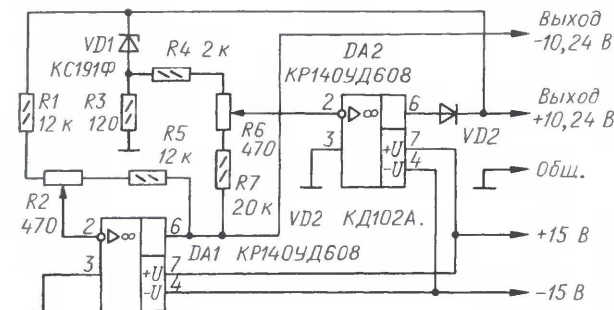 Выход
-10,24 В
VD1
КС191Ф
R4 2 к
DA2
КР140УД608
R1
12 к
R3
120
R5
12 к
R6
470
2
3
∞
6
+U
7
-U
4
VD2
Выход
+10,24 В
R2
470
R7
20 к
Общ.
VD2 КД102А.
2
3
∞
6
DA1 КР140УД608
+U
7
-U
4
+15 В
-15 В